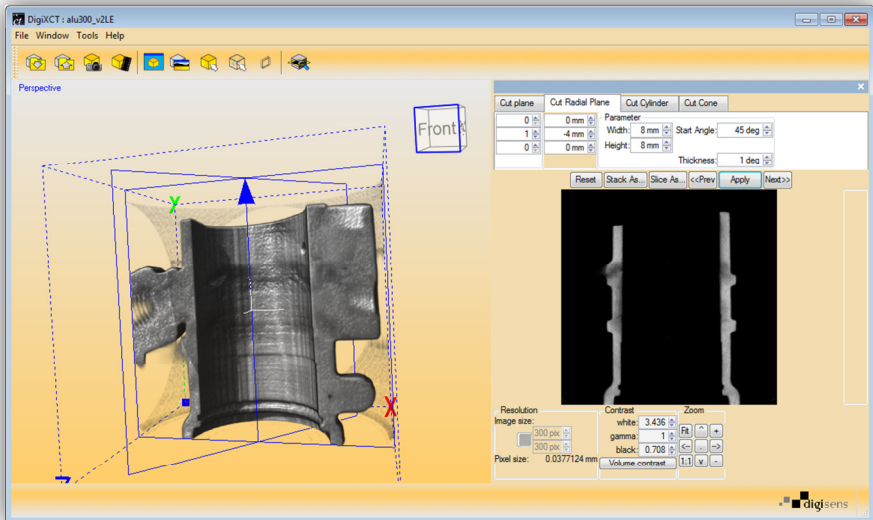 DigiXCT : alu300_v2LE
File Window Tools Help
Perspective
Front
Y
X
Z
Cut plane Cut Radial Plane Cut Cylinder Cut Cone
0 0 mm Parameter
1 -4 mm Width: 8 mm Start Angle: 45 deg
0 0 mm Height: 8 mm
Thickness: 1 deg
Reset Stack As... Slice As... <<Prev Apply Next>>
Resolution Contrast Zoom
Image size: white: 3.436 Fit ^ +
300 pix gamma: 1 <-- . -->
300 pix black: 0.708 1:1 v -
Pixel size: 0.0377124 mm Volume contrast
digisens